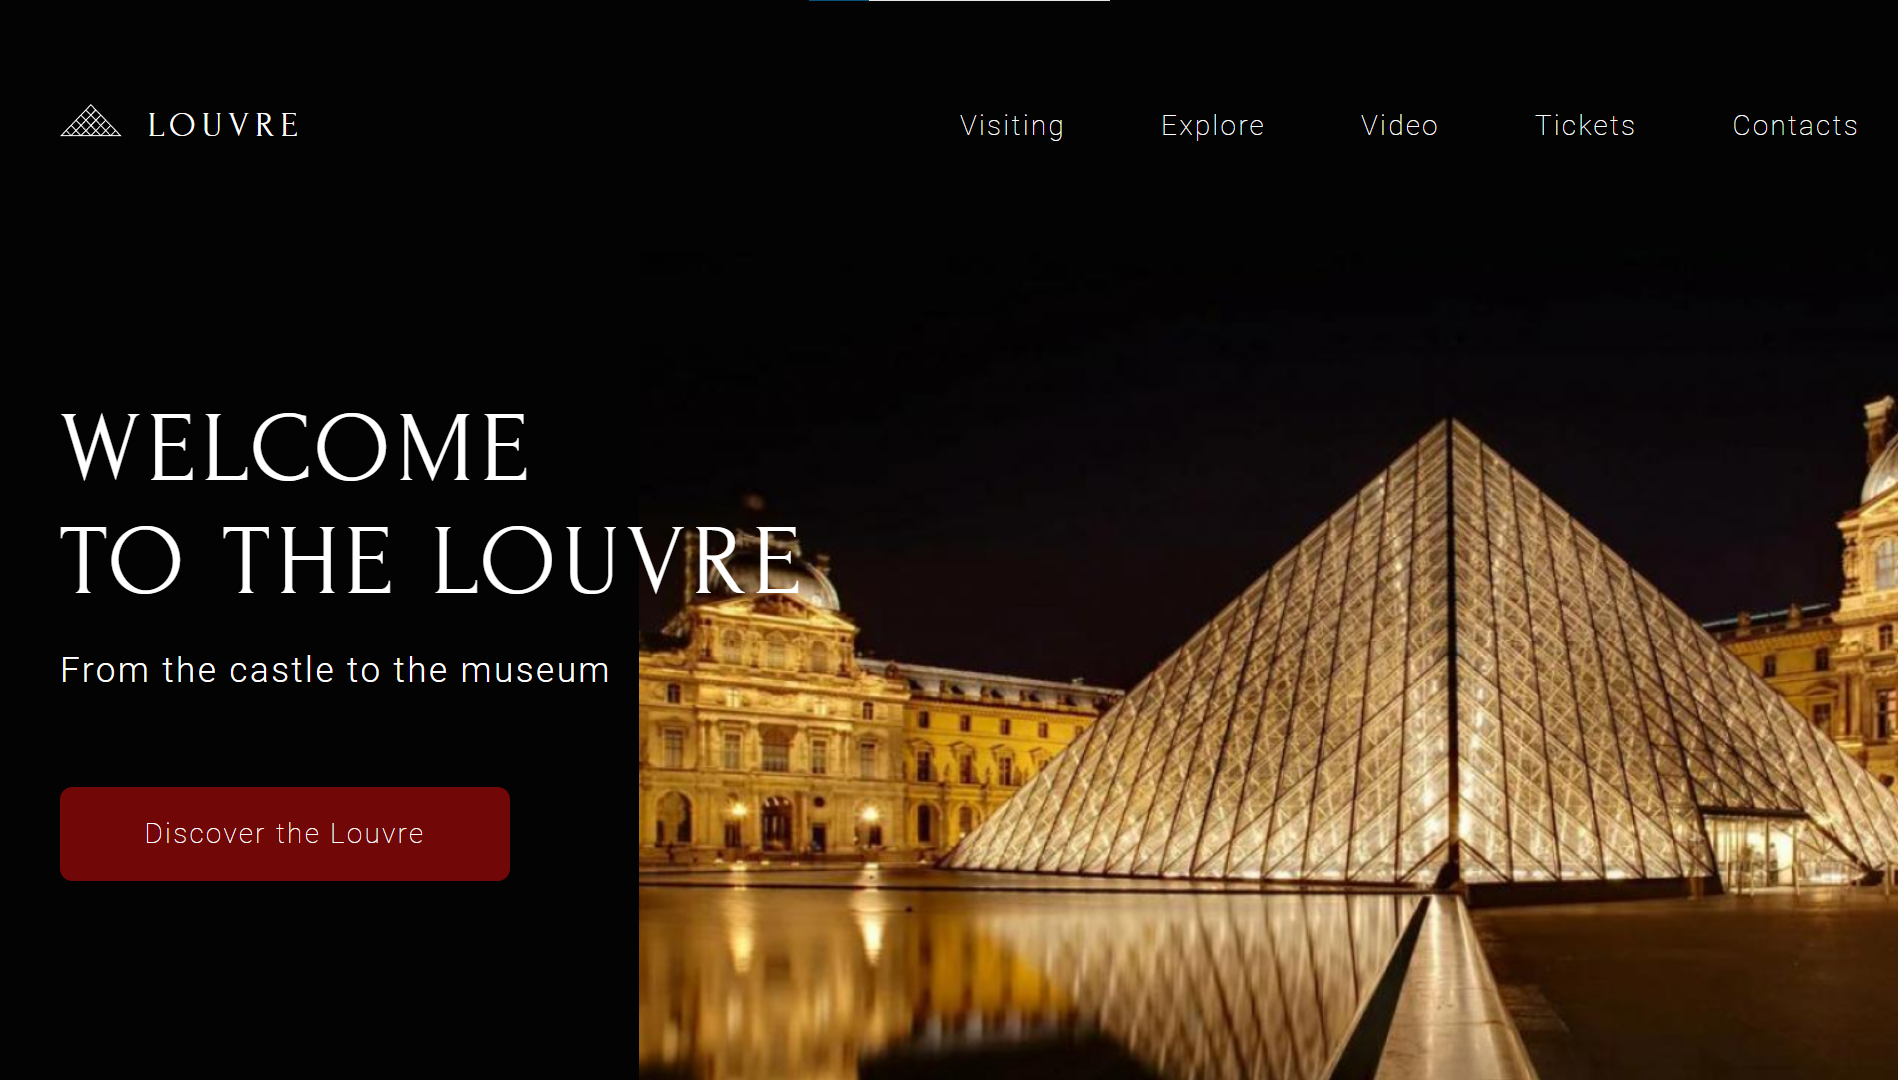 LOUVRE
Visiting
Explore
Video
Tickets
Contacts
WELCOME
TO THE LOUVRE
From the castle to the museum
Discover the Louvre